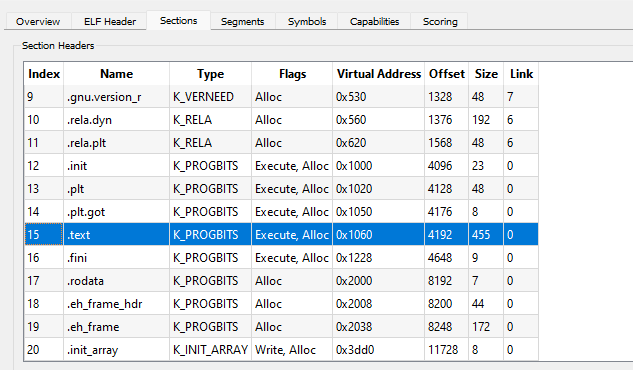 Overview ELF Header Sections Segments Symbols Capabilities Scoring
Section Headers
Index Name Type Flags Virtual Address Offset Size Link
9 .gnu.version_r K_VERNEED Alloc 0x530 1328 48 7
10 .rela.dyn K_RELA Alloc 0x560 1376 192 6
11 .rela.plt K_RELA Alloc 0x620 1568 48 6
12 .init K_PROGBITS Execute, Alloc 0x1000 4096 23 0
13 .plt K_PROGBITS Execute, Alloc 0x1020 4128 48 0
14 .plt.got K_PROGBITS Execute, Alloc 0x1050 4176 8 0
15 .text K_PROGBITS Execute, Alloc 0x1060 4192 455 0
16 .fini K_PROGBITS Execute, Alloc 0x1228 4648 9 0
17 .rodata K_PROGBITS Alloc 0x2000 8192 7 0
18 .eh_frame_hdr K_PROGBITS Alloc 0x2008 8200 44 0
19 .eh_frame K_PROGBITS Alloc 0x2038 8248 172 0
20 .init_array K_INIT_ARRAY Write, Alloc 0x3dd0 11728 8 0